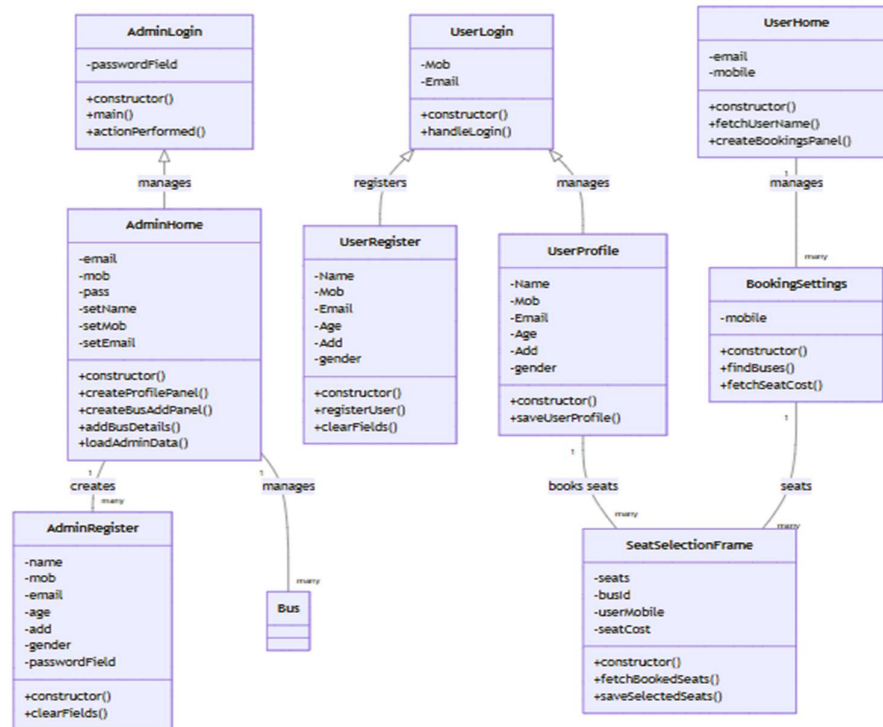 AdminLogin
-passwordField
+constructor()
+main()
+actionPerformed()
UserLogin
-Mob
-Email
+constructor()
+handleLogin()
UserHome
-email
-mobile
+constructor()
+fetchUserName()
+createBookingsPanel()
manages
registers
manages
1
manages
many
AdminHome
-email
-mob
-pass
-setName
-setMob
-setEmail
+constructor()
+createProfilePanel()
+createBusAddPanel()
+addBusDetails()
+loadAdminData()
UserRegister
-Name
-Mob
-Email
-Age
-Add
-gender
+constructor()
+registerUser()
+clearFields()
UserProfile
-Name
-Mob
-Email
-Age
-Add
-gender
+constructor()
+saveUserProfile()
BookingSettings
-mobile
+constructor()
+findBuses()
+fetchSeatCost()
1
creates
many
1
manages
many
1
books seats
many
1
seats
many
AdminRegister
-name
-mob
-email
-age
-add
-gender
-passwordField
+constructor()
+clearFields()
Bus
SeatSelectionFrame
-seats
-busId
-userMobile
-seatCost
+constructor()
+fetchBookedSeats()
+saveSelectedSeats()